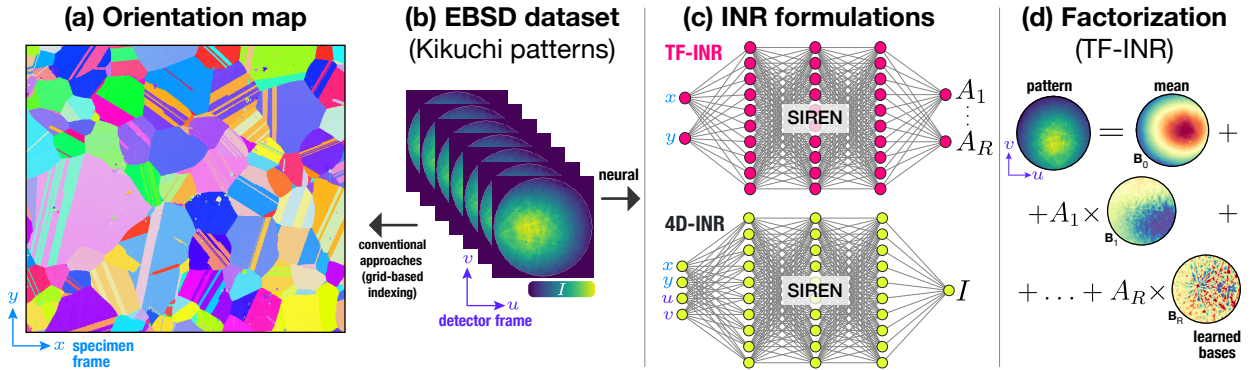 (a) Orientation map
y
x specimen
frame
(b) EBSD dataset
(Kikuchi patterns)
neural
conventional
approaches
(grid-based
indexing)
v
u
I
detector frame
(c) INR formulations
TF-INR
x
y
SIREN
A1
⋮
AR
4D-INR
x
y
u
v
SIREN
I
(d) Factorization
(TF-INR)
pattern
mean
v
u
=
B0
+
+A1×
B1
+
+ … + AR×
BR
learned
bases